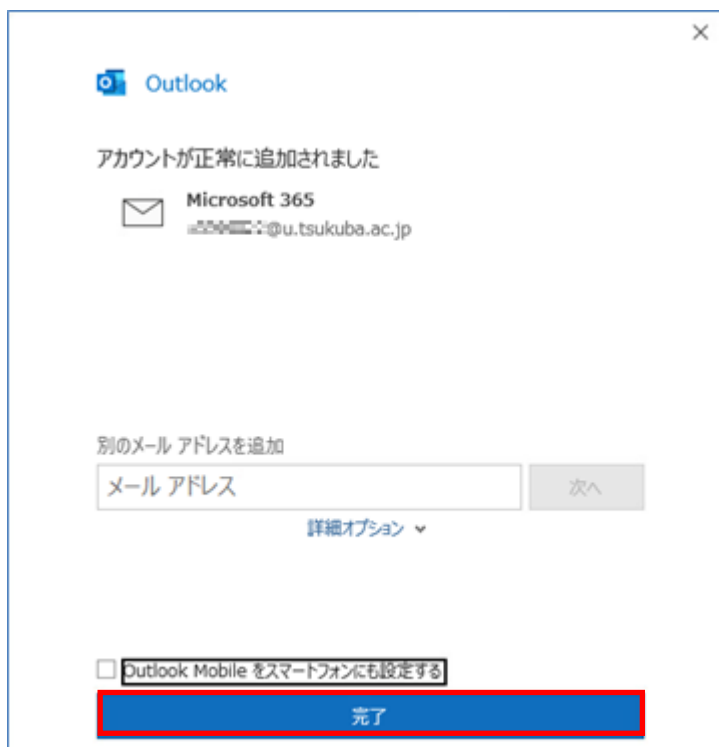 Outlook
アカウントが正常に追加されました
Microsoft 365
@u.tsukuba.ac.jp
別のメール アドレスを追加
メール アドレス
次へ
詳細オプション
Outlook Mobile をスマートフォンにも設定する
完了